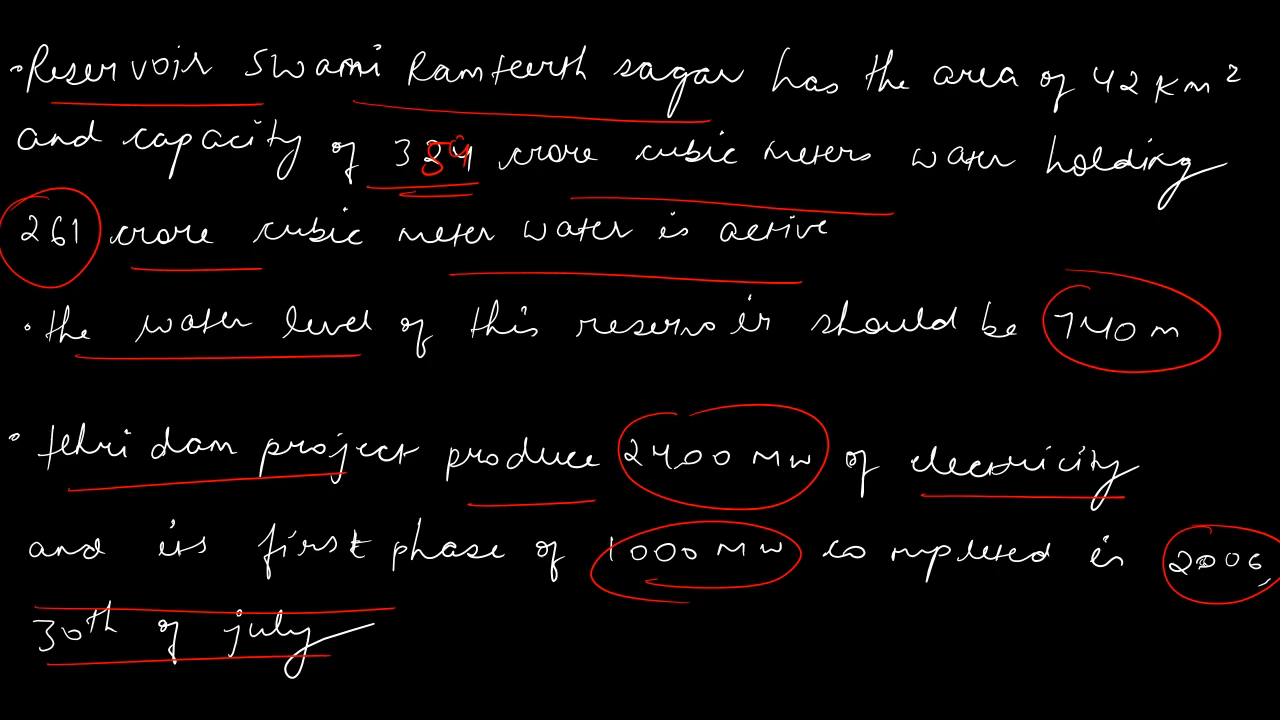 • Reservoir Swami Ramteerth sagar has the area of 42 Km²
and capacity of 354 crore cubic meters water holding
261 crore cubic meter water is active
• the water level of this reservoir should be 740 m
• tehri dam project produce 2400 MW of electricity
and its first phase of 1000 MW completed in 2006,
30th of july